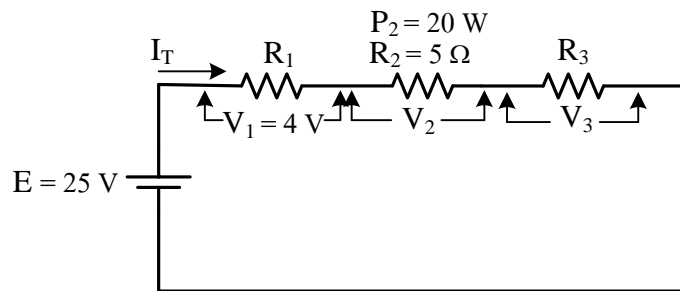 P₂ = 20 W
I_T
R₁
R₂ = 5 Ω
R₃
V₁ = 4 V
V₂
V₃
E = 25 V